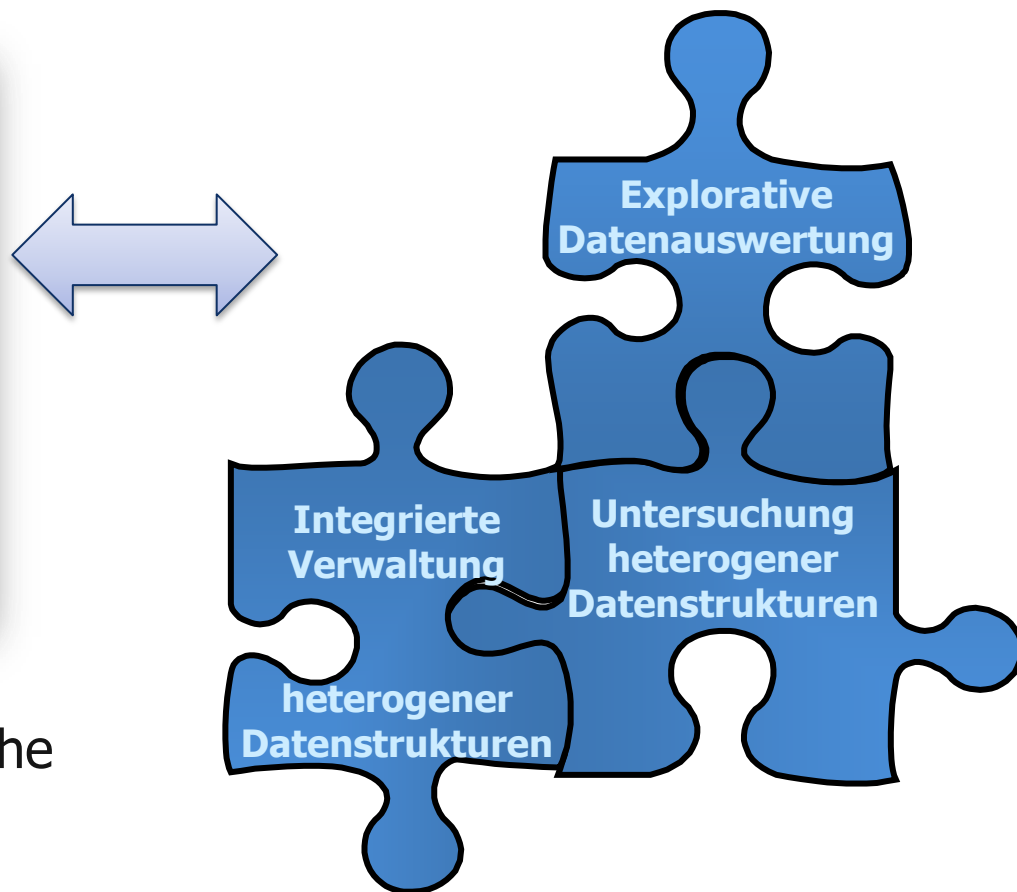 Explorative
Datenauswertung
Integrierte
Verwaltung
heterogener
Datenstrukturen
Untersuchung
heterogener
Datenstrukturen
he